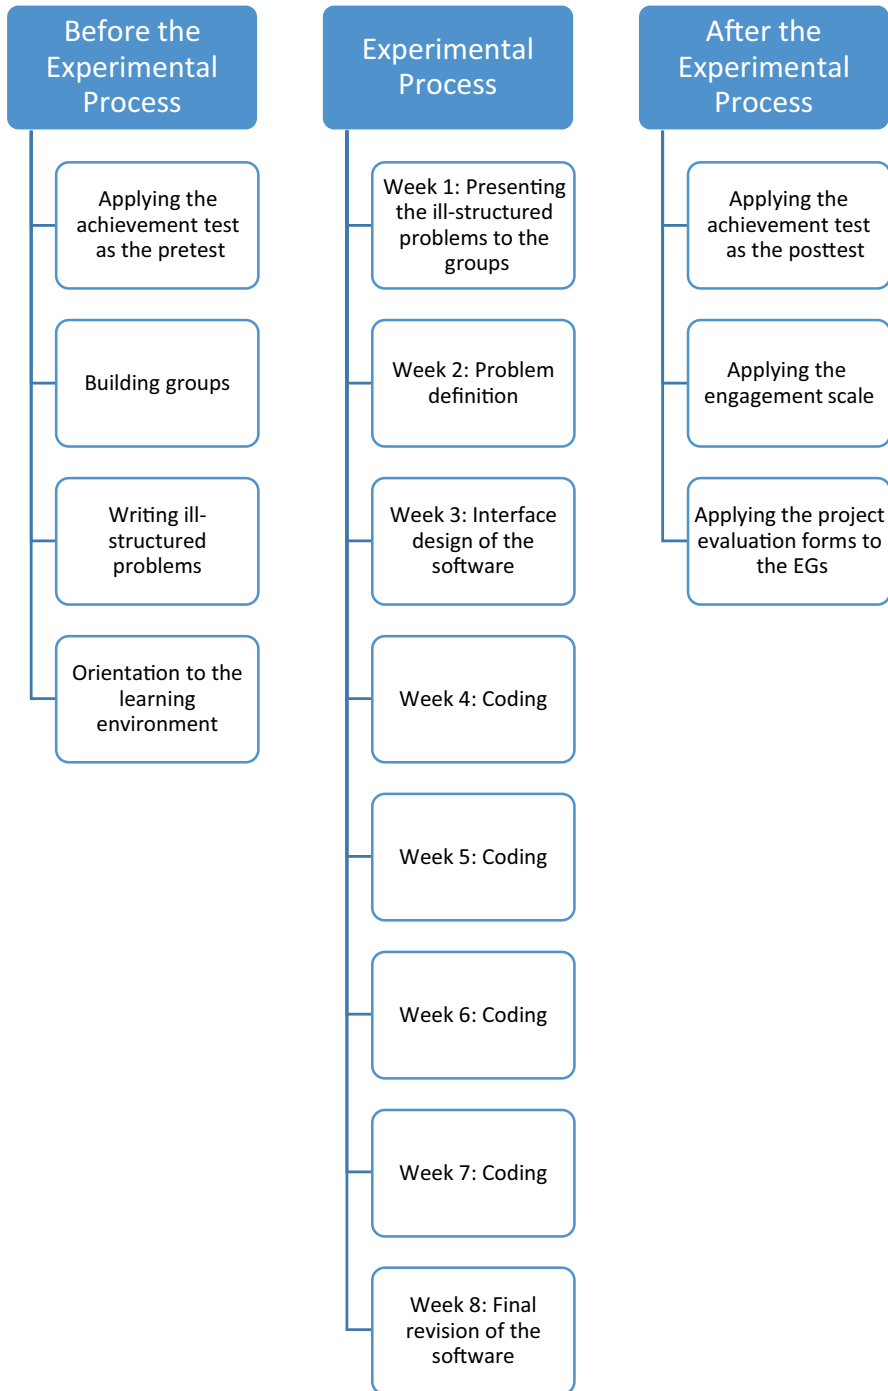 Before the
Experimental
Process
Applying the
achievement test
as the pretest
Building groups
Writing ill-
structured
problems
Orientation to the
learning
environment
Experimental
Process
Week 1: Presenting
the ill-structured
problems to the
groups
Week 2: Problem
definition
Week 3: Interface
design of the
software
Week 4: Coding
Week 5: Coding
Week 6: Coding
Week 7: Coding
Week 8: Final
revision of the
software
After the
Experimental
Process
Applying the
achievement test
as the posttest
Applying the
engagement scale
Applying the project
evaluation forms to
the EGs